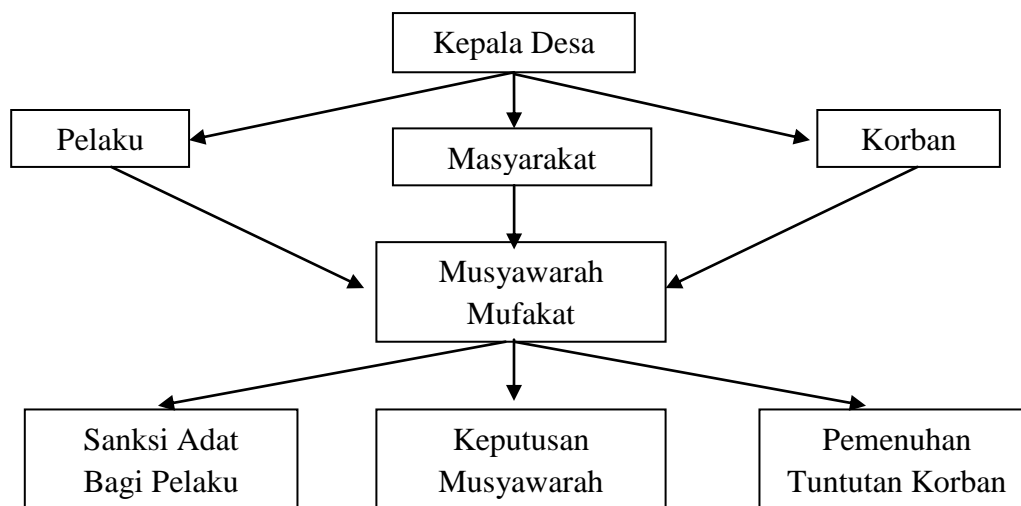 Kepala Desa
Pelaku
Masyarakat
Korban
Musyawarah
Mufakat
Sanksi Adat
Bagi Pelaku
Keputusan
Musyawarah
Pemenuhan
Tuntutan Korban